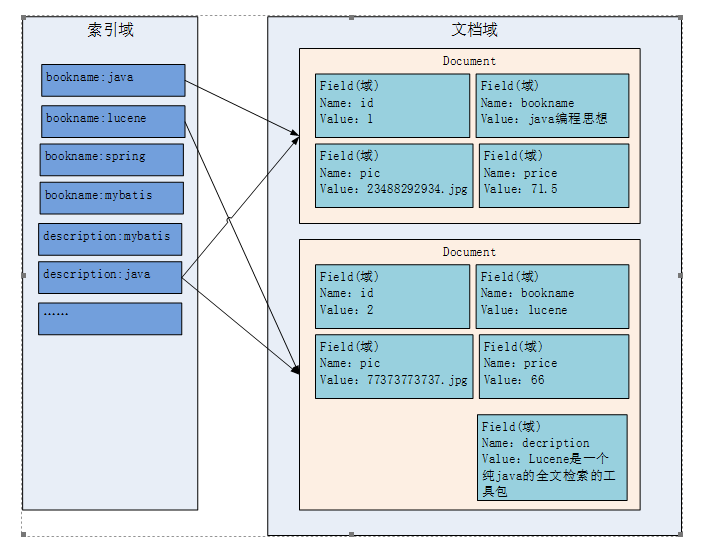 索引域
bookname:java
bookname:lucene
bookname:spring
bookname:mybatis
description:mybatis
description:java
……
文档域
Document
Field(域)
Name: id
Value: 1
Field(域)
Name: bookname
Value: java编程思想
Field(域)
Name: pic
Value: 23488292934.jpg
Field(域)
Name: price
Value: 71.5
Document
Field(域)
Name: id
Value: 2
Field(域)
Name: bookname
Value: lucene
Field(域)
Name: pic
Value: 77373773737.jpg
Field(域)
Name: price
Value: 66
Field(域)
Name: decription
Value: Lucene是一个
纯java的全文检索的工
具包